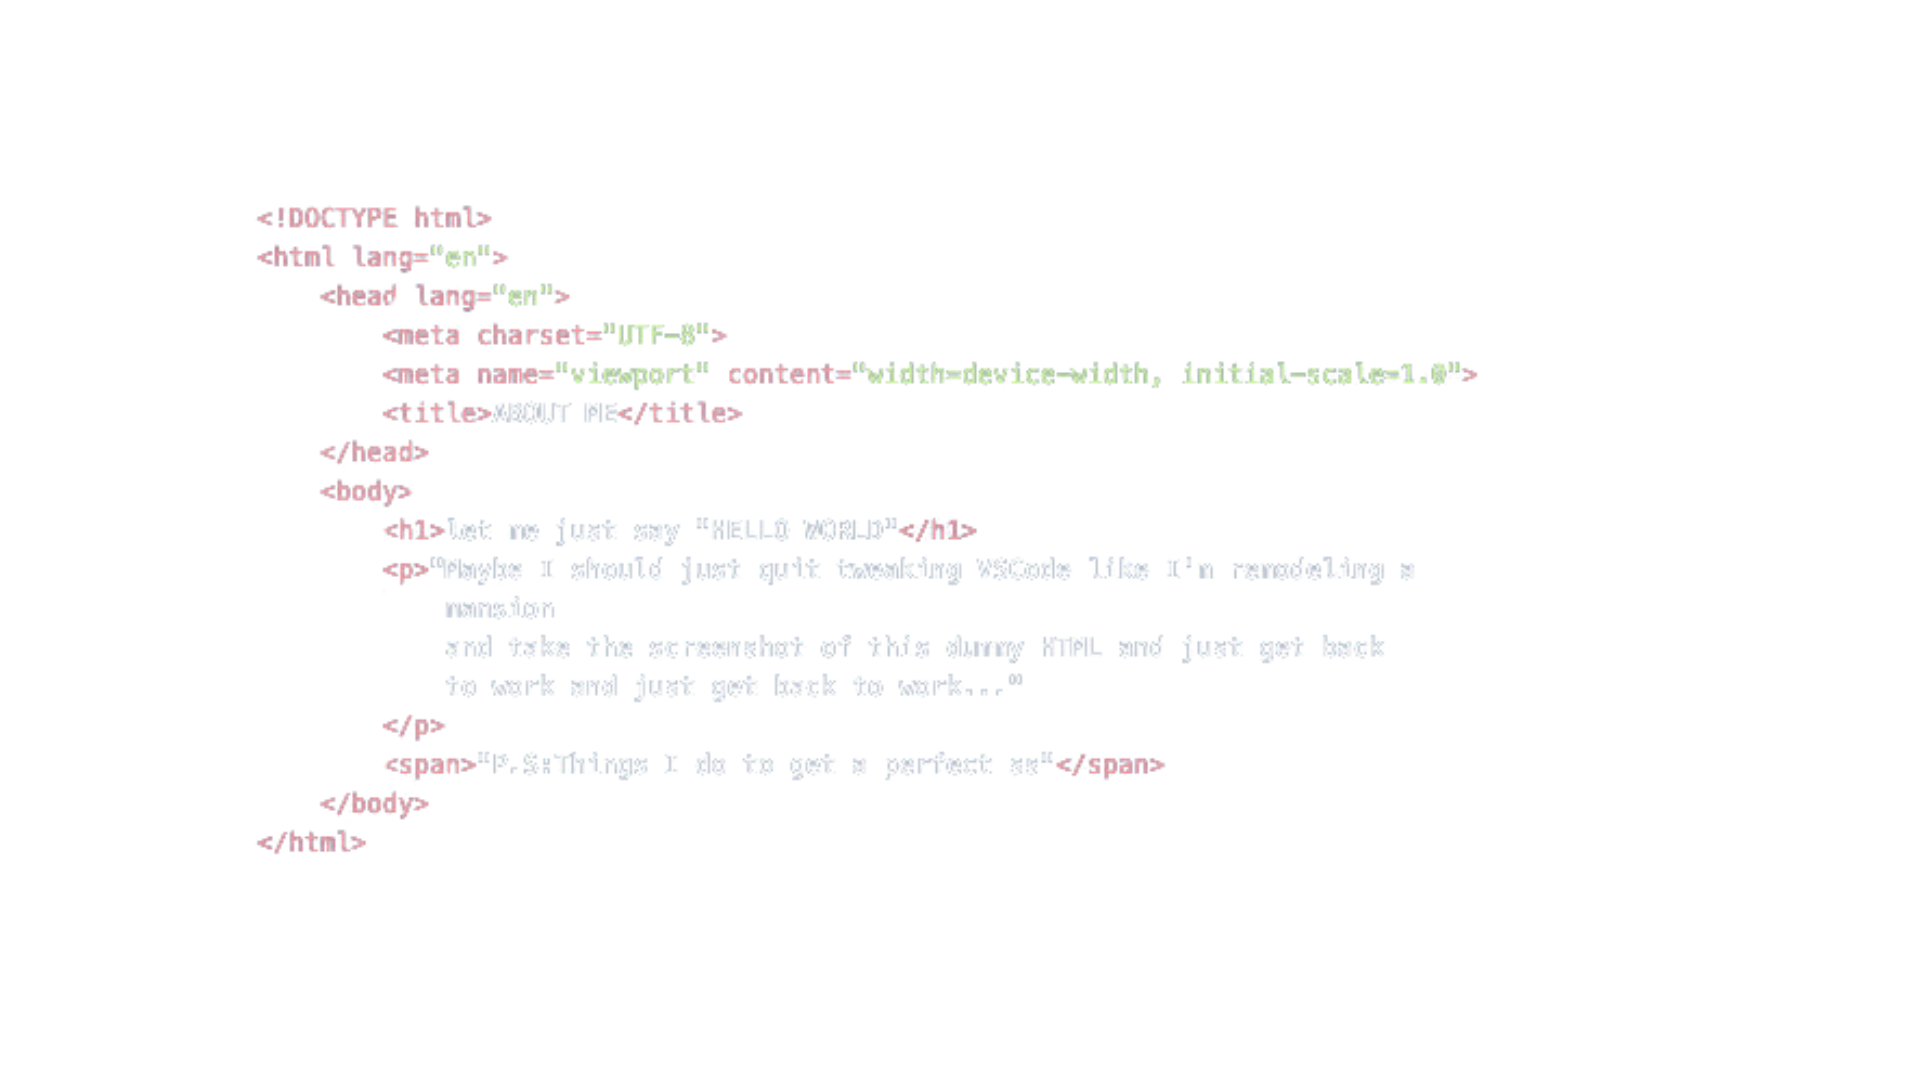 <!DOCTYPE html>
<html lang="en">
<head lang="en">
<meta charset="UTF-8">
<meta name="viewport" content="width=device-width, initial-scale=1.0">
<title>ABOUT ME</title>
</head>
<body>
<h1>let me just say "HELLO WORLD"</h1>
<p>"Maybe I should just quit tweaking VSCode like I'm remodeling a
mansion
and take the screenshot of this dummy HTML and just get back
to work and just get back to work..."
</p>
<span>"P.S:Things I do to get a perfect ss"</span>
</body>
</html>